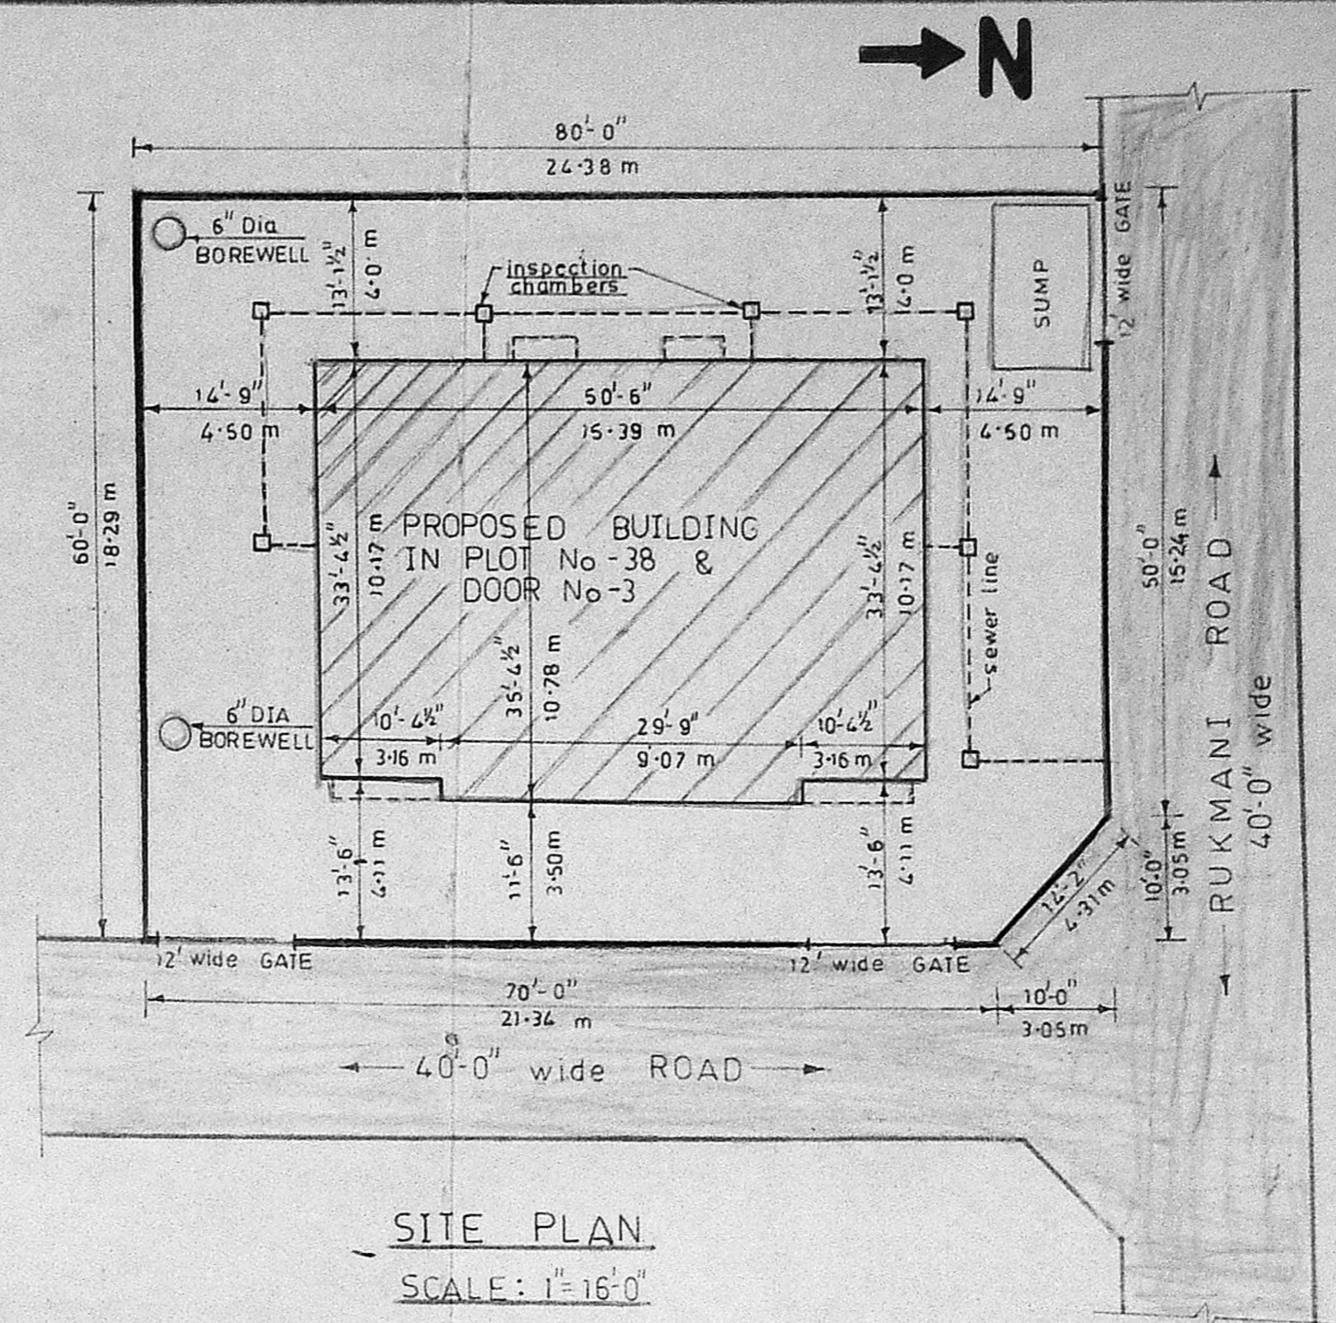 N
80'-0"
24.38 m
6" Dia
BOREWELL
13'-1½"
4.0 m
inspection
chambers
13'-1½"
4.0 m
SUMP
12' wide GATE
14'-9"
4.50 m
50'-6"
15.39 m
14'-9"
4.50 m
60'-0"
18.29 m
PROPOSED BUILDING
IN PLOT No-38 &
DOOR No-3
33'-4½"
10.17 m
35'-4½"
10.78 m
33'-4½"
10.17 m
sewer line
50'-0"
15.24 m
RUKMANI ROAD
40'-0" wide
6" DIA
BOREWELL
10'-4½"
3.16 m
29'-9"
9.07 m
10'-4½"
3.16 m
13'-6"
4.11 m
11'-6"
3.50 m
13'-6"
4.11 m
14'-2"
4.31 m
10'-0"
3.05 m
12' wide GATE
12' wide GATE
70'-0"
21.34 m
10'-0"
3.05 m
40'-0" wide ROAD
SITE PLAN
SCALE: 1"=16'-0"